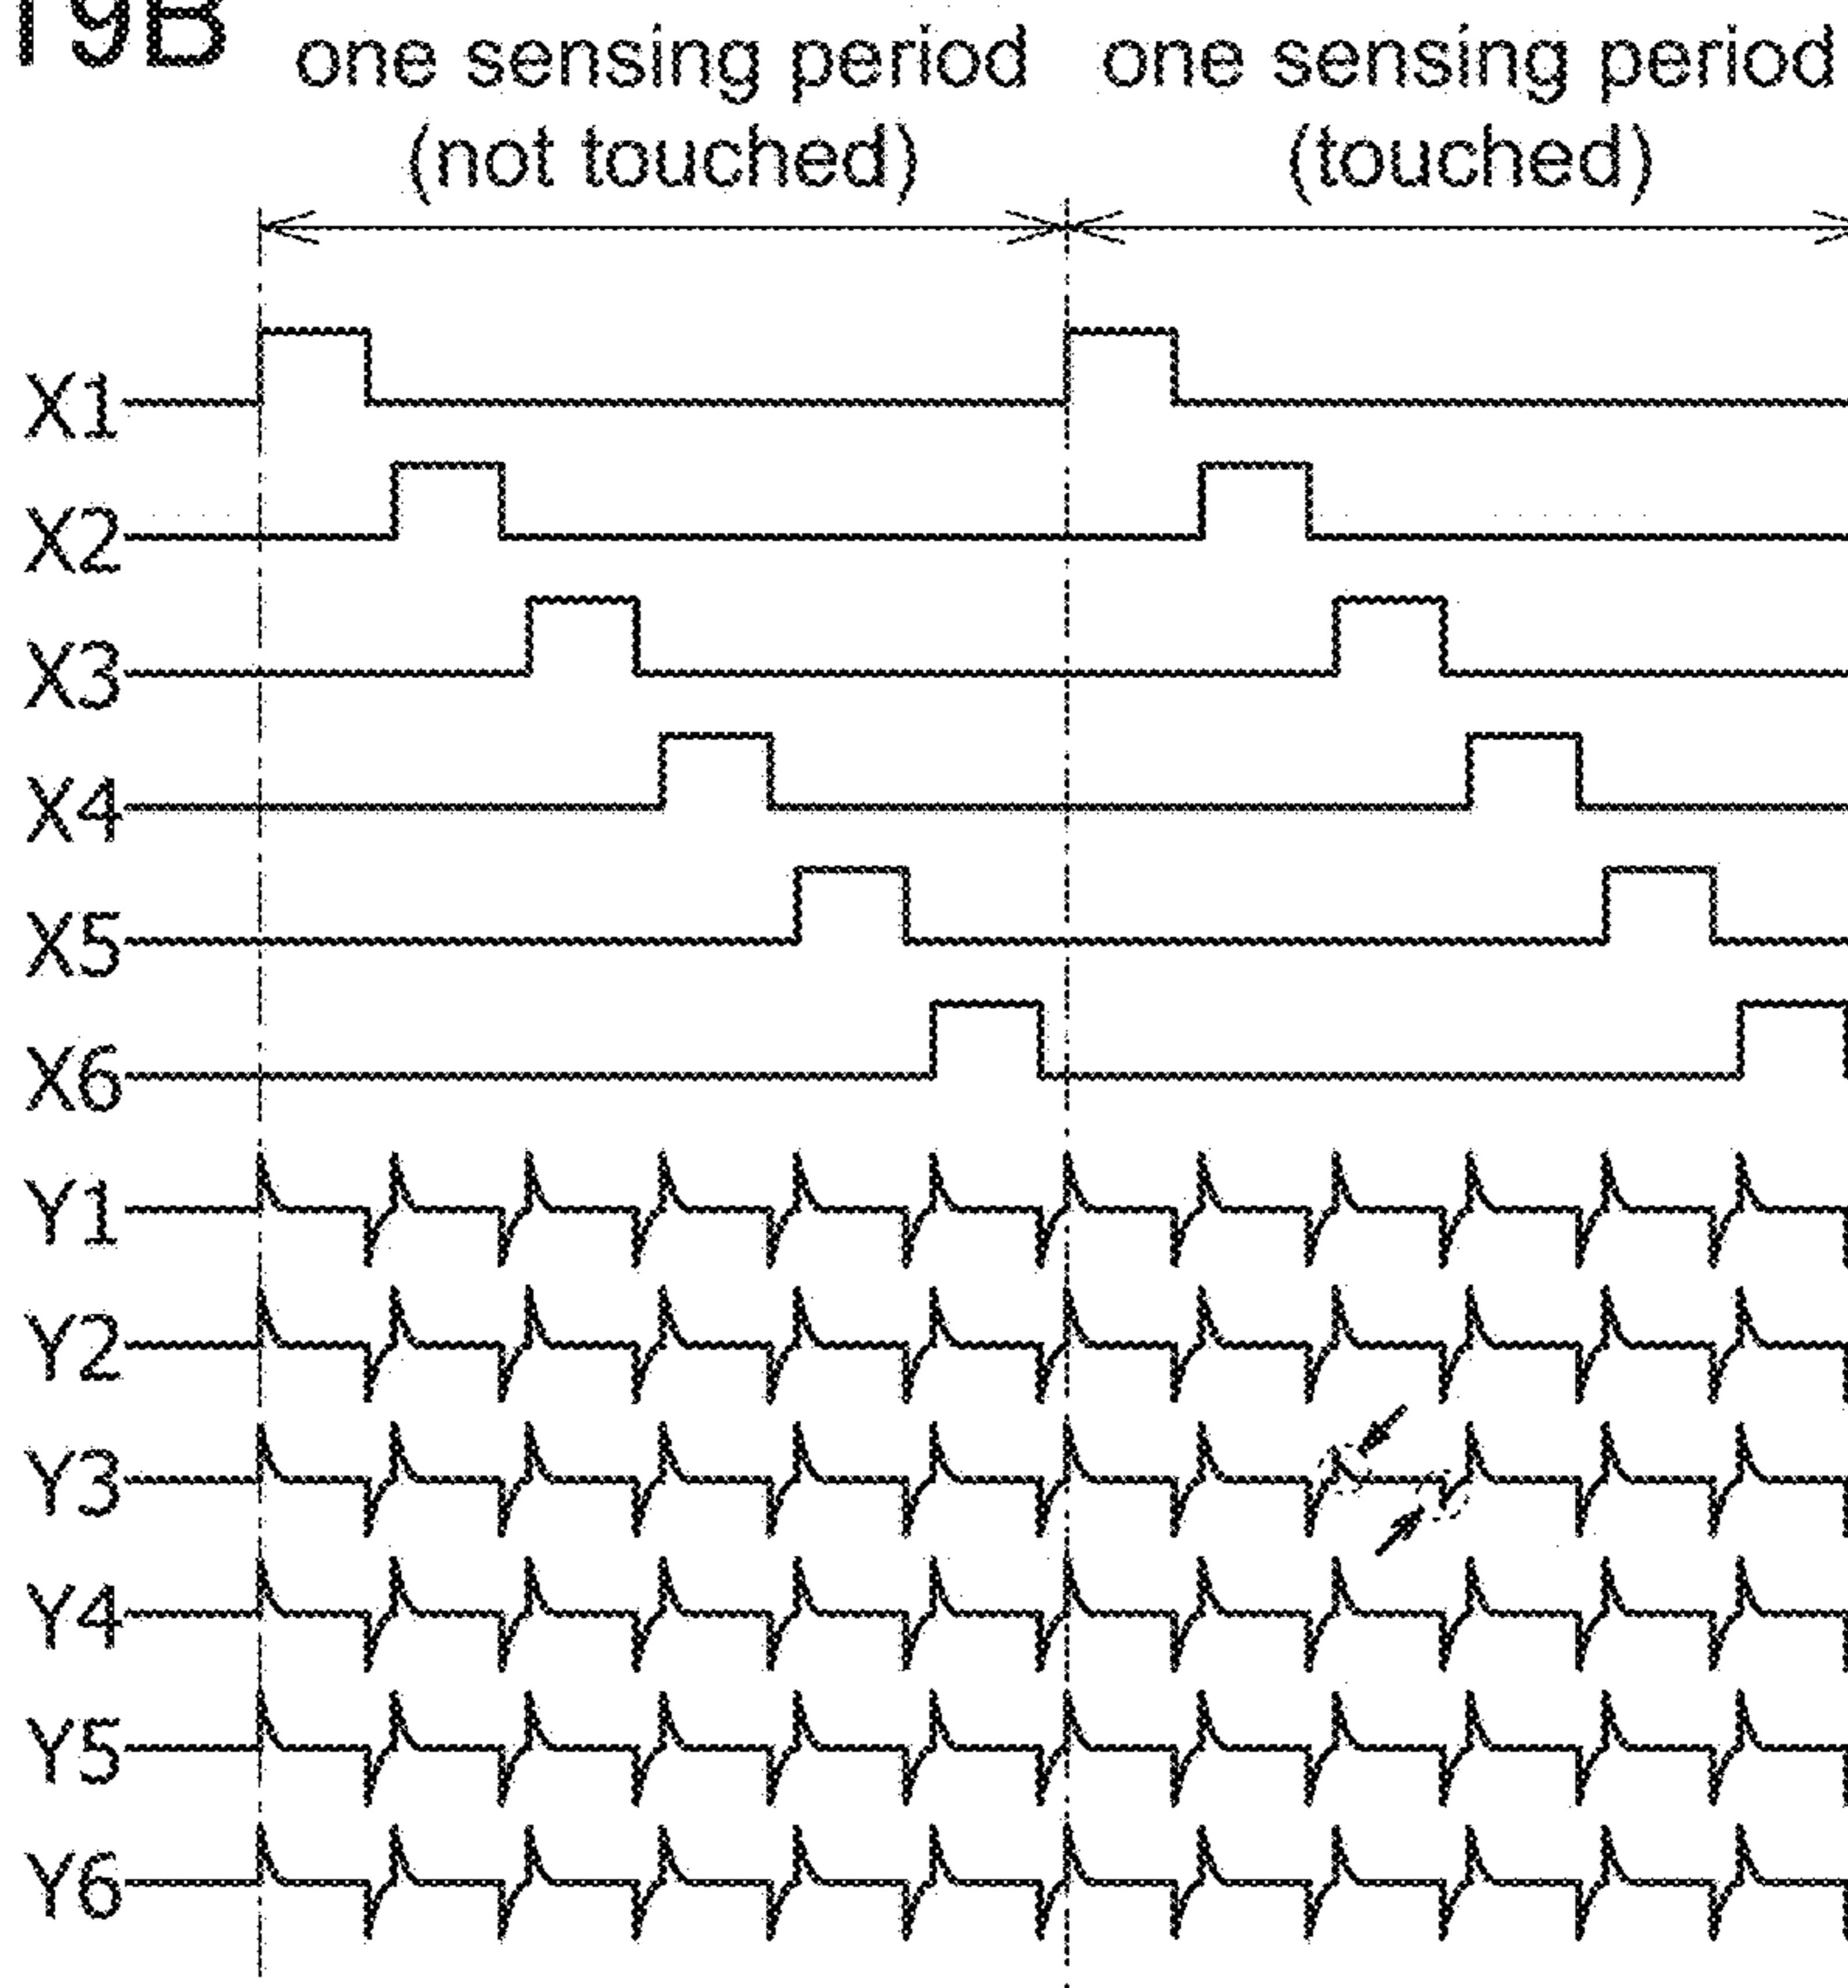 19B
one sensing period one sensing period
(not touched) (touched)
X1
X2
X3
X4
X5
X6
Y1
Y2
Y3
Y4
Y5
Y6